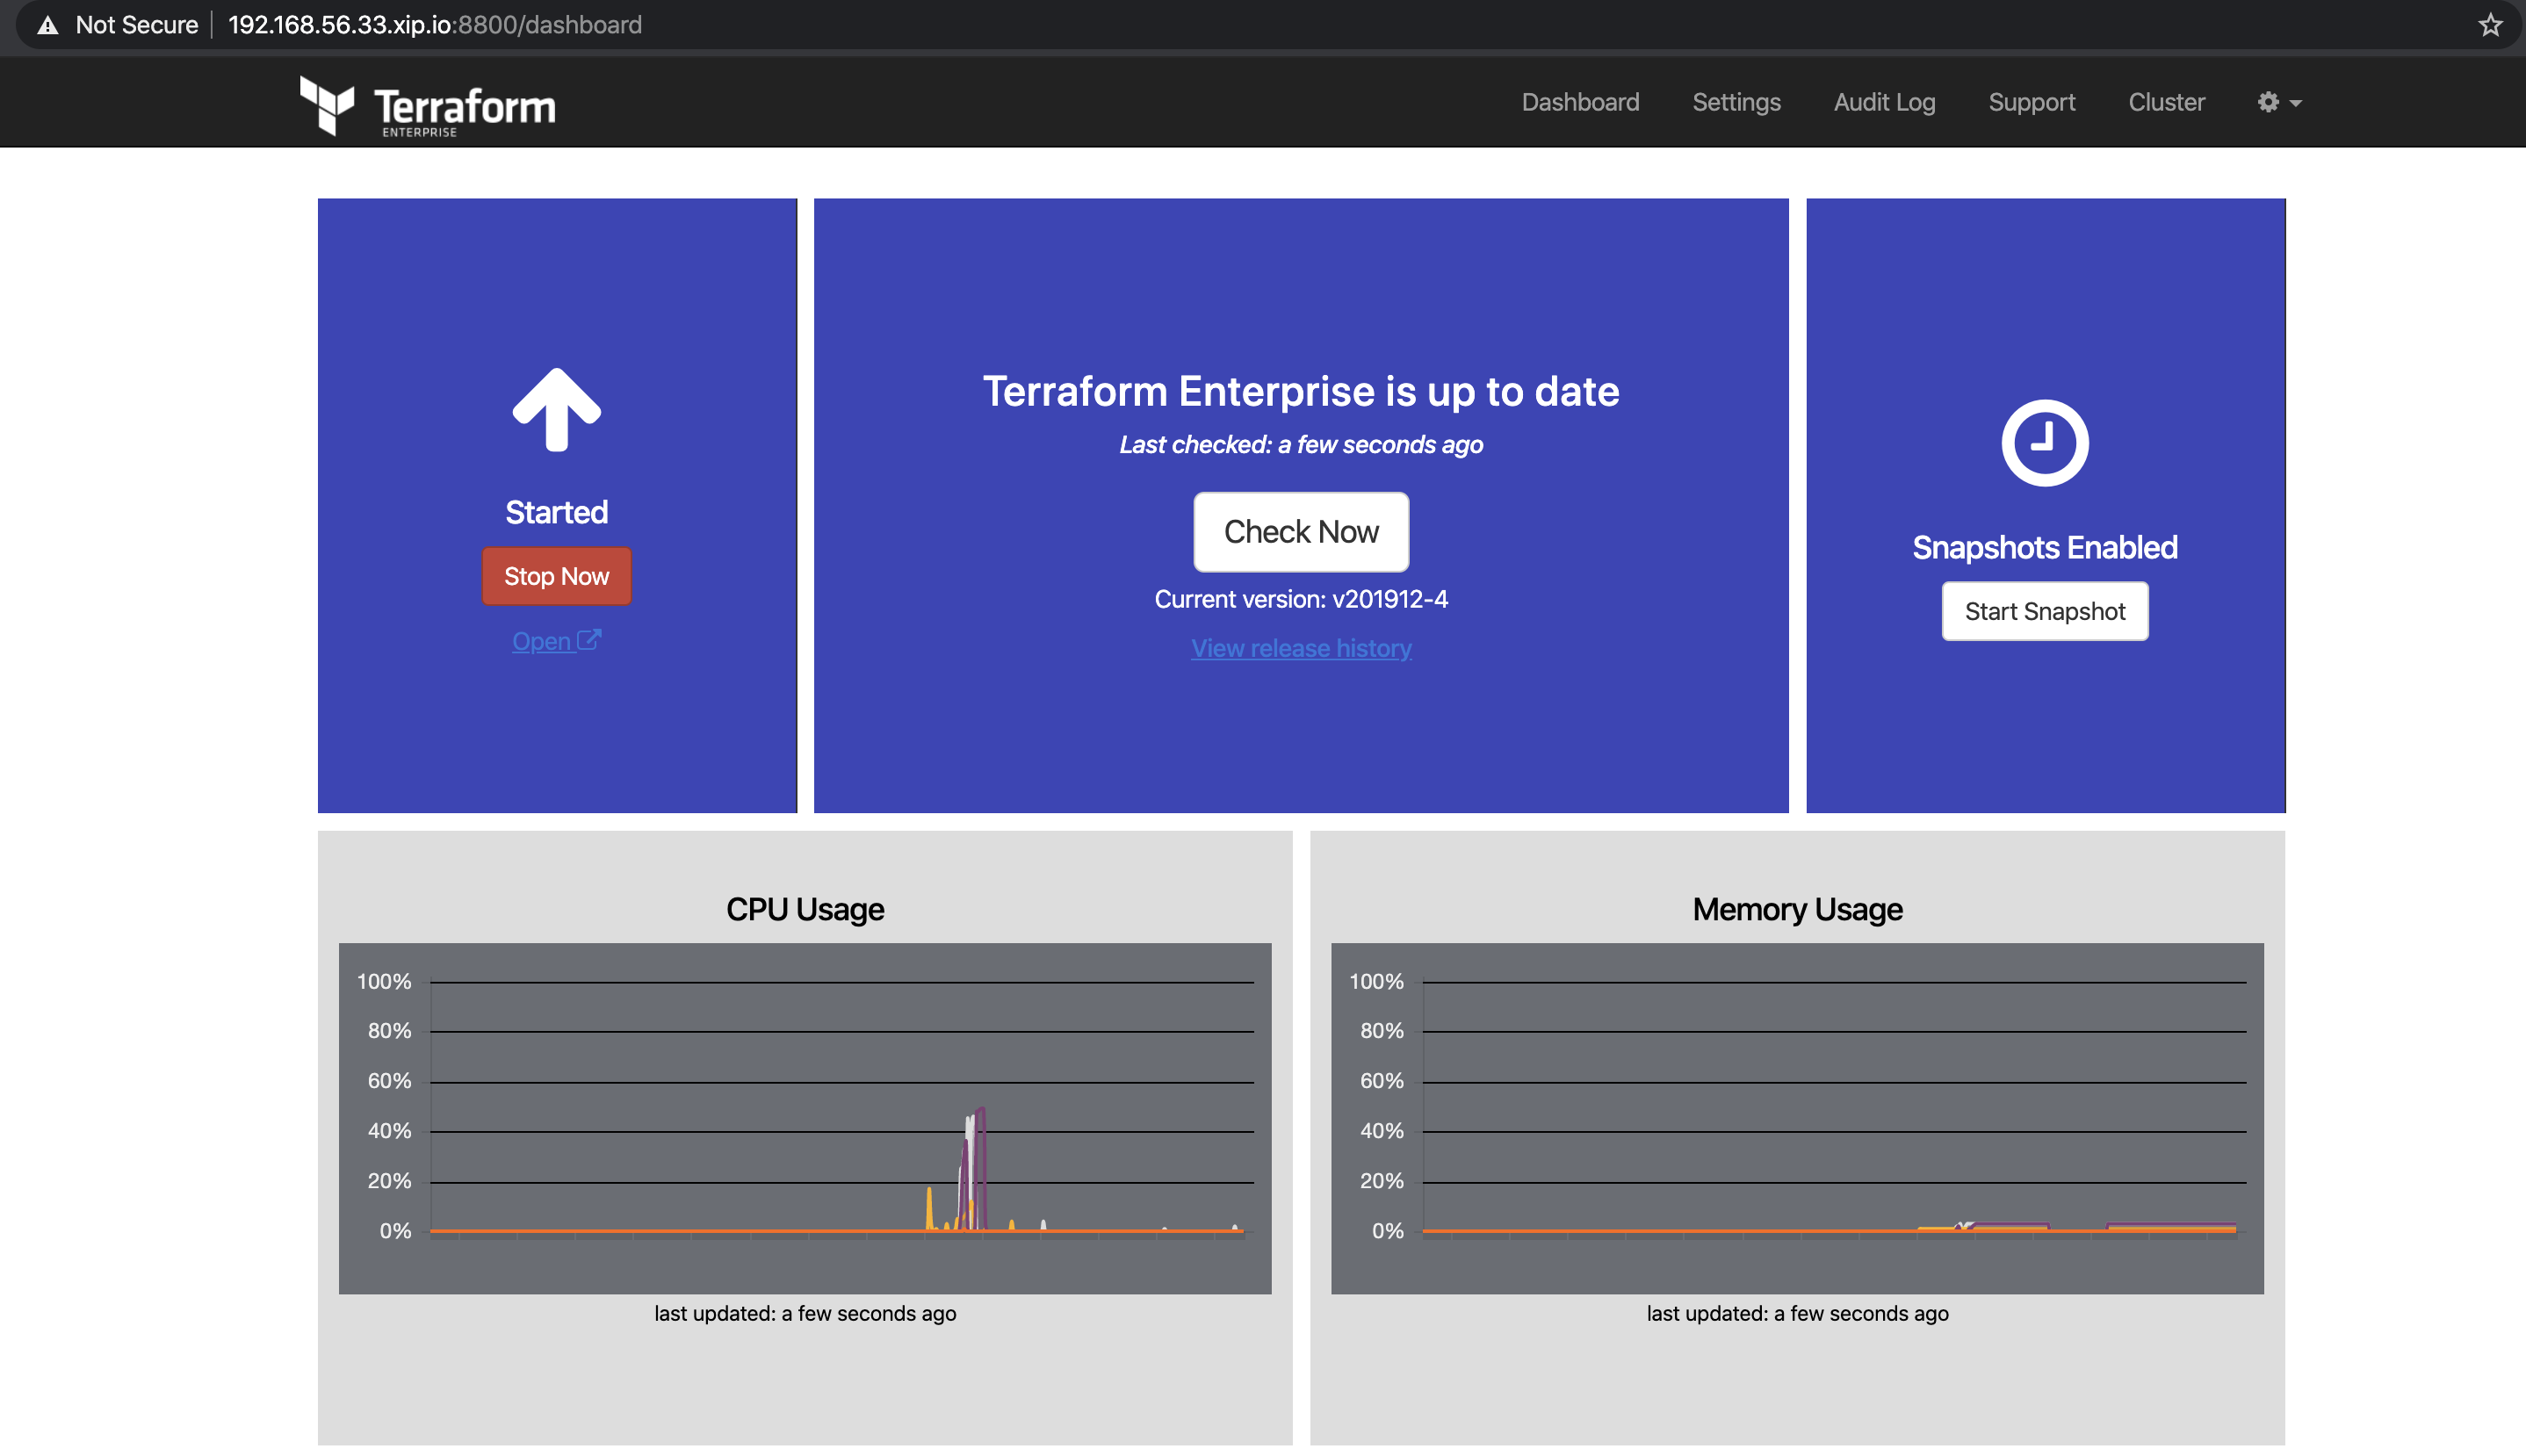 Not Secure 192.168.56.33.xip.io:8800/dashboard
Terraform
ENTERPRISE
Dashboard Settings Audit Log Support Cluster
Started
Stop Now
Open
Terraform Enterprise is up to date
Last checked: a few seconds ago
Check Now
Current version: v201912-4
View release history
Snapshots Enabled
Start Snapshot
CPU Usage
100%
80%
60%
40%
20%
0%
last updated: a few seconds ago
Memory Usage
100%
80%
60%
40%
20%
0%
last updated: a few seconds ago